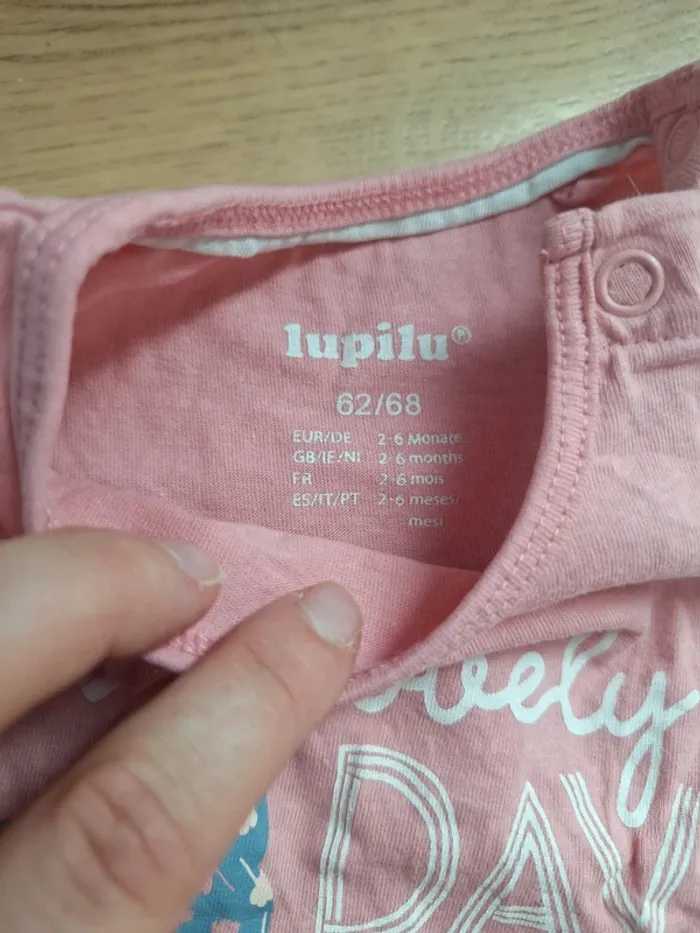 lupilu®
62/68
EUR/DE 2-6 Monate
GB/IE/NI 2-6 months
FR 2-6 mois
ES/IT/PT 2-6 meses/
mesi
DAY